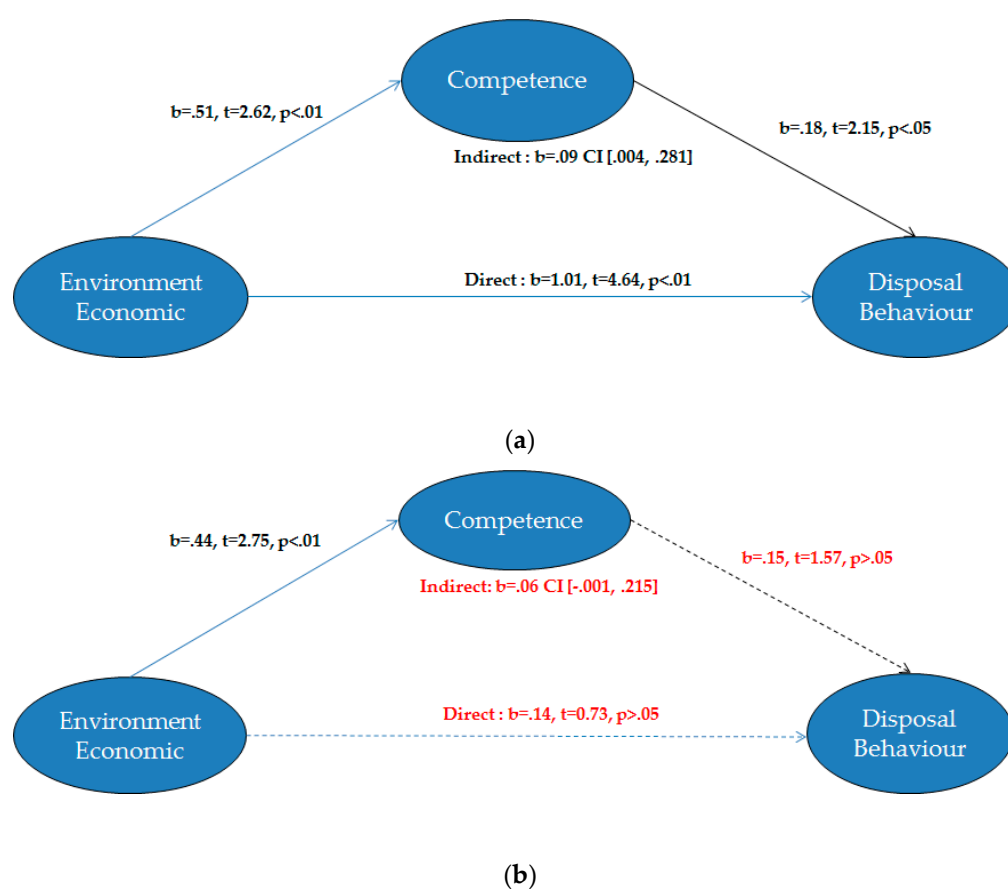 Competence
b=.51, t=2.62, p<.01
b=.18, t=2.15, p<.05
Indirect : b=.09 CI [.004, .281]
Environment
Economic
Direct : b=1.01, t=4.64, p<.01
Disposal
Behaviour
(a)
Competence
b=.44, t=2.75, p<.01
b=.15, t=1.57, p>.05
Indirect: b=.06 CI [-.001, .215]
Environment
Economic
Direct : b=.14, t=0.73, p>.05
Disposal
Behaviour
(b)